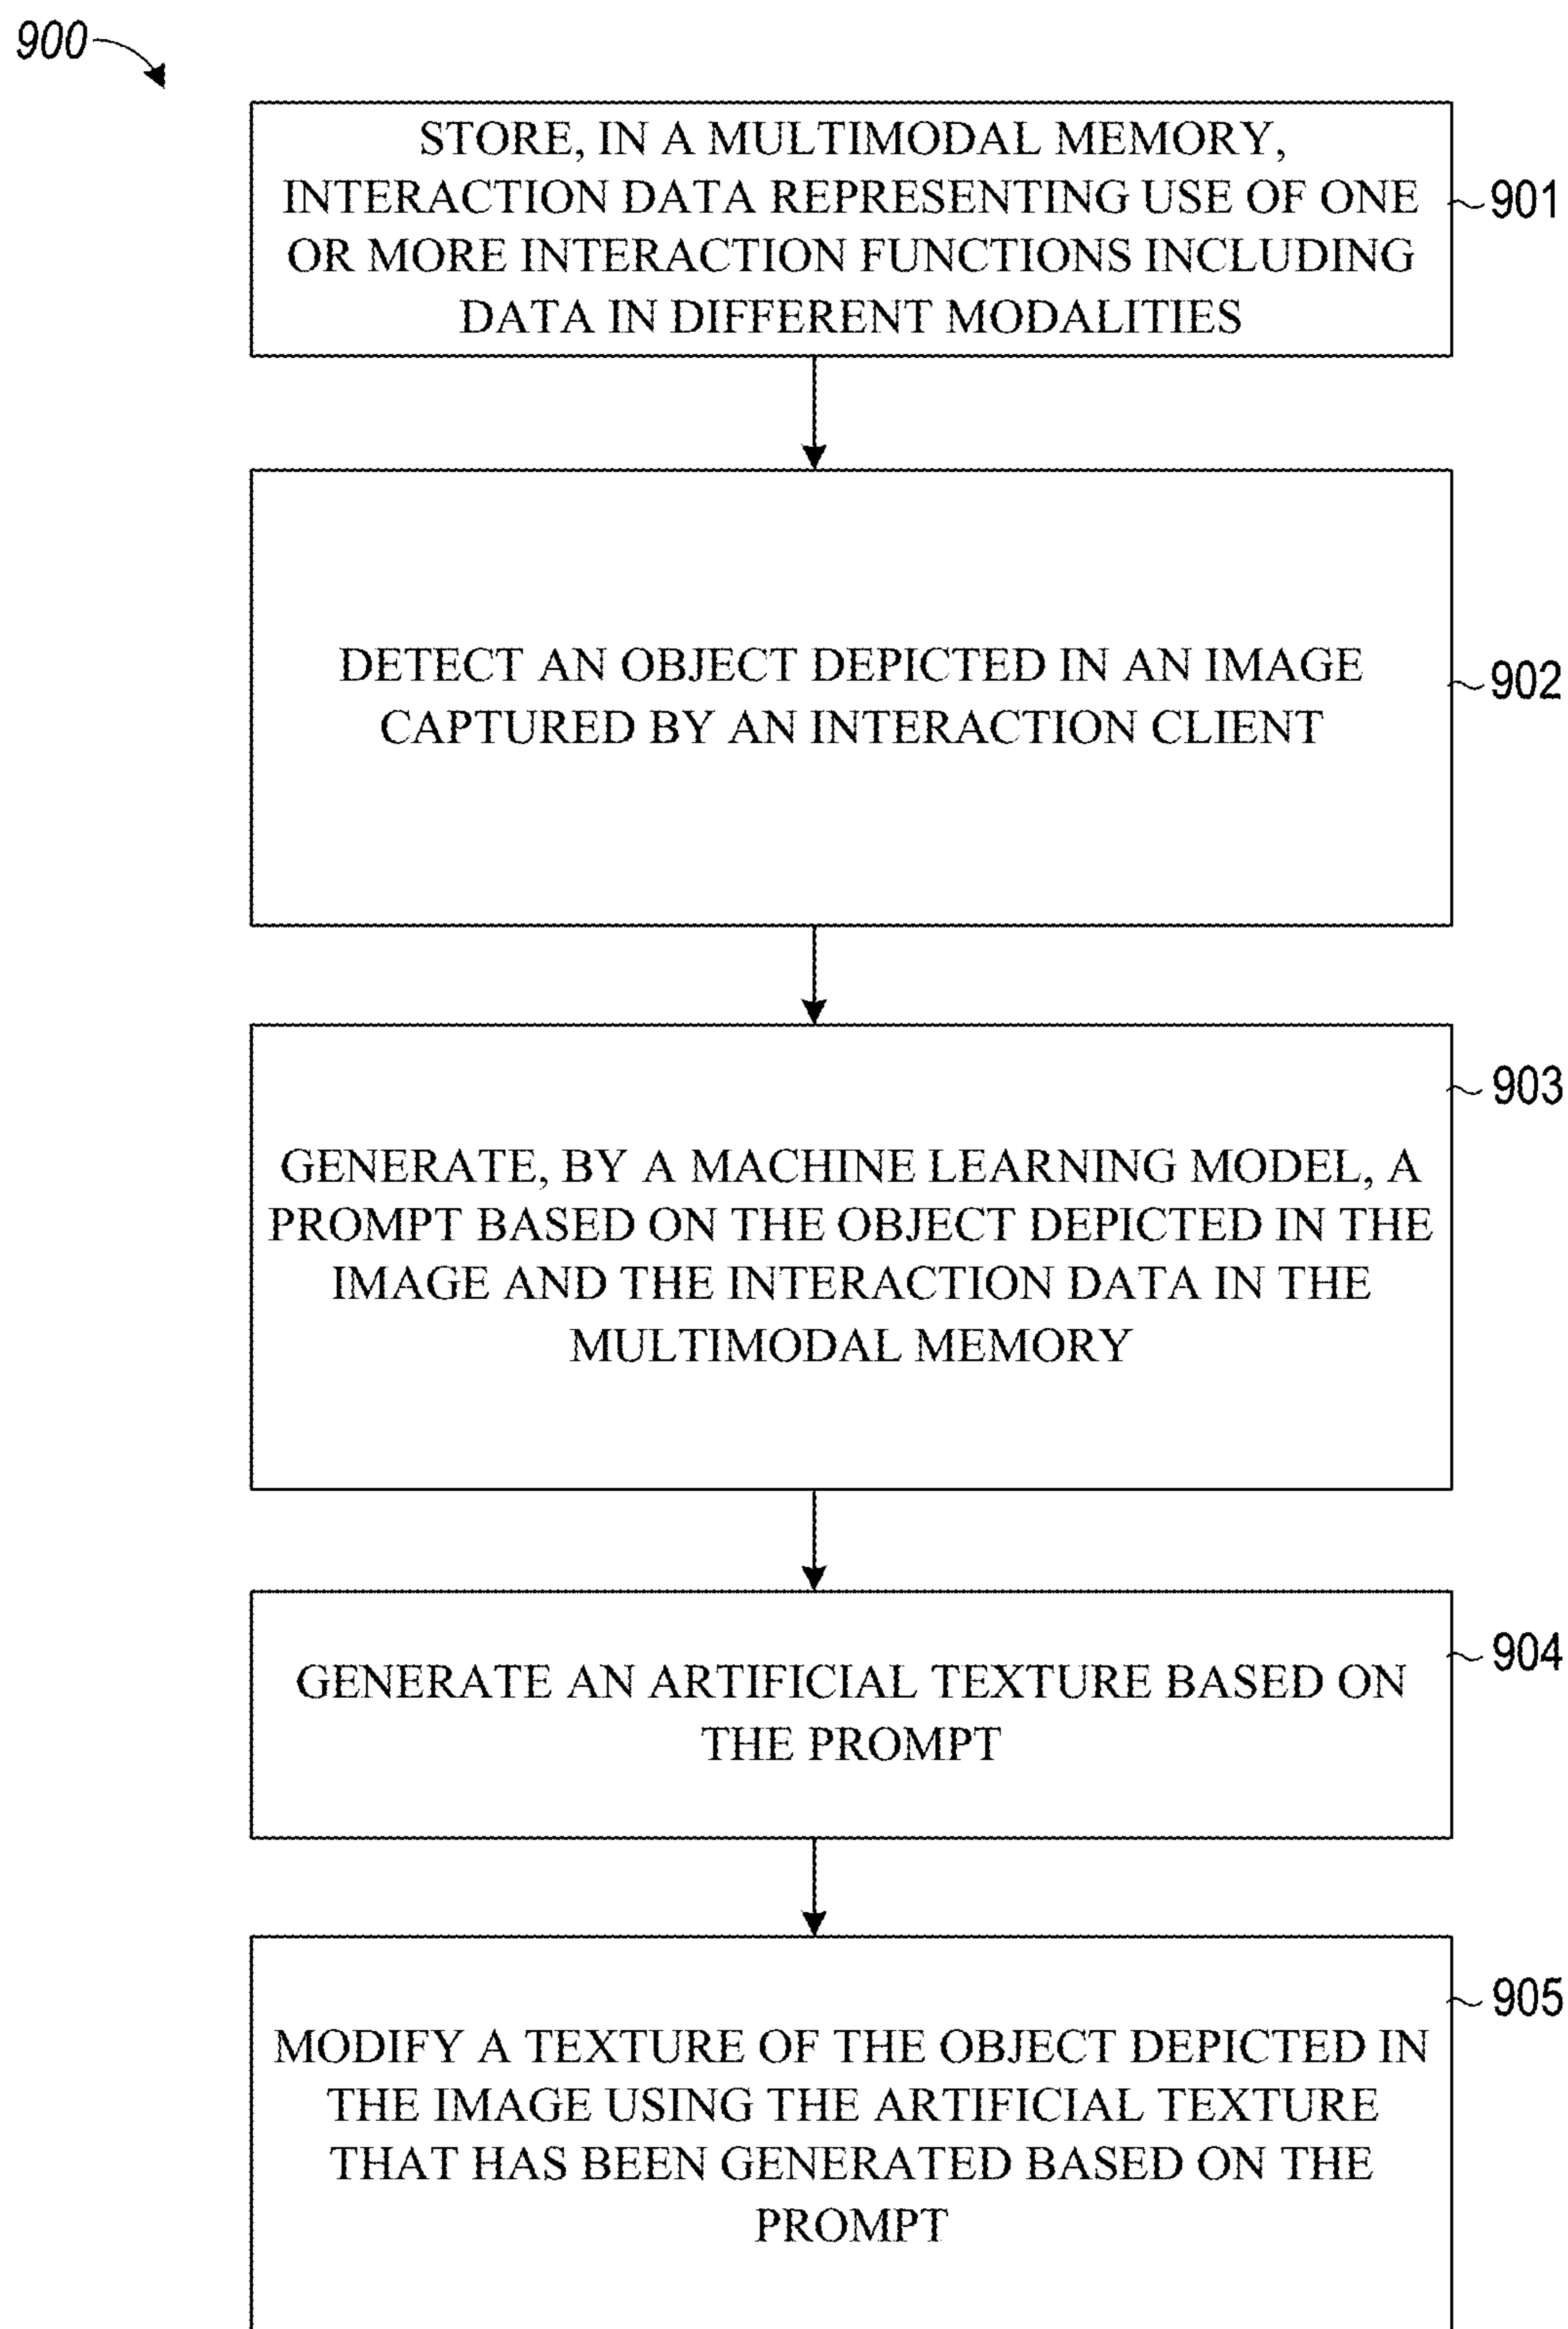 900
STORE, IN A MULTIMODAL MEMORY,
INTERACTION DATA REPRESENTING USE OF ONE
OR MORE INTERACTION FUNCTIONS INCLUDING
DATA IN DIFFERENT MODALITIES
901
DETECT AN OBJECT DEPICTED IN AN IMAGE
CAPTURED BY AN INTERACTION CLIENT
902
903
GENERATE, BY A MACHINE LEARNING MODEL, A
PROMPT BASED ON THE OBJECT DEPICTED IN THE
IMAGE AND THE INTERACTION DATA IN THE
MULTIMODAL MEMORY
904
GENERATE AN ARTIFICIAL TEXTURE BASED ON
THE PROMPT
905
MODIFY A TEXTURE OF THE OBJECT DEPICTED IN
THE IMAGE USING THE ARTIFICIAL TEXTURE
THAT HAS BEEN GENERATED BASED ON THE
PROMPT